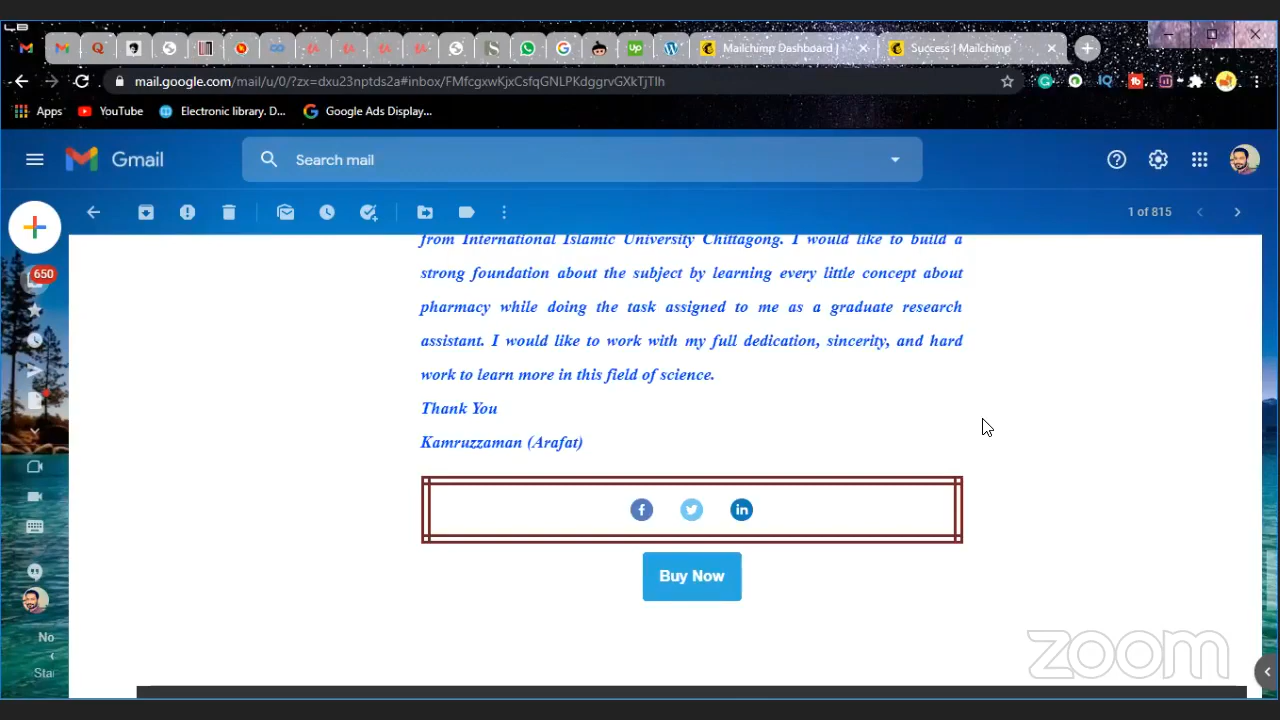 Mailchimp Dashboard |
Success | Mailchimp
mail.google.com/mail/u/0/?zx=dxu23nptds2a#inbox/FMfcgxwKjxCsfqGNLPKdggrvGXkTjTlh
Apps
YouTube
Electronic library. D...
Google Ads Display...
Gmail
Search mail
1 of 815
650
from International Islamic University Chittagong. I would like to build a
strong foundation about the subject by learning every little concept about
pharmacy while doing the task assigned to me as a graduate research
assistant. I would like to work with my full dedication, sincerity, and hard
work to learn more in this field of science.
Thank You
Kamruzzaman (Arafat)
Buy Now
No
Star
zoom